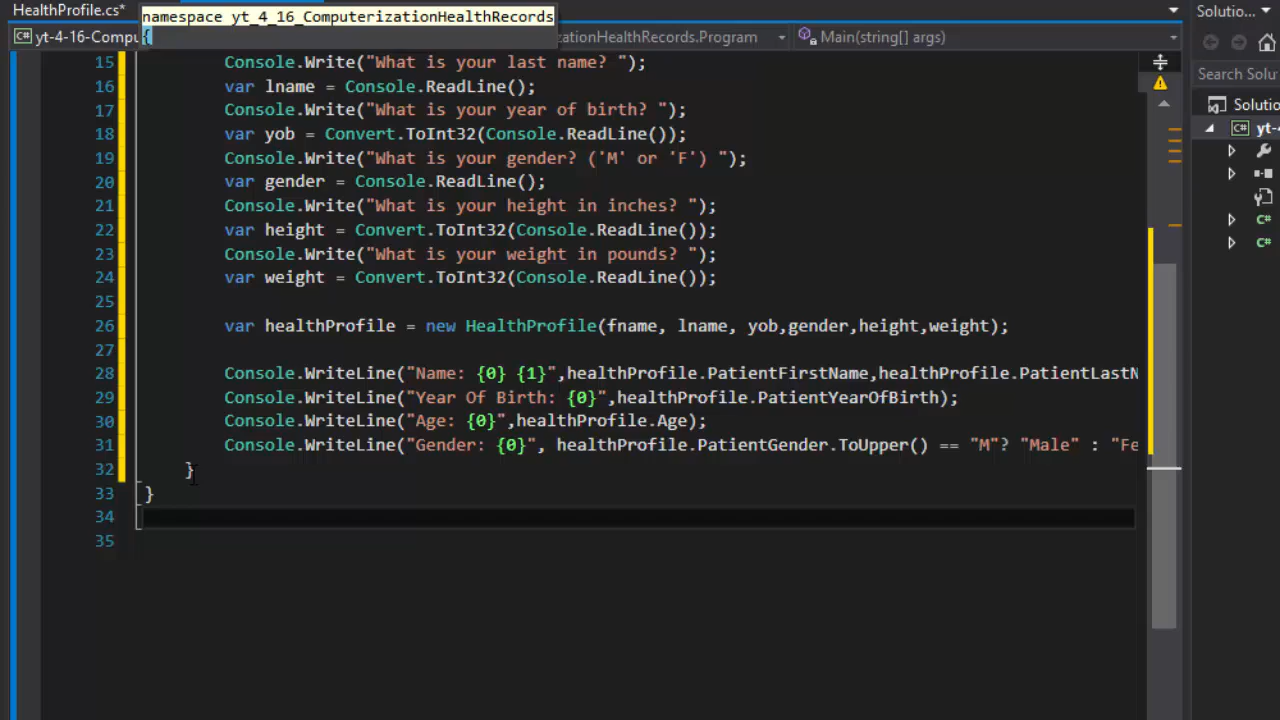 HealthProfile.cs*
namespace yt_4_16_ComputerizationHealthRecords
{
Solutio...
yt-4-16-Compu
zationHealthRecords.Program
Main(string[] args)
Search Solu
Solutio
yt-4
15 Console.Write("What is your last name? ");
16 var lname = Console.ReadLine();
17 Console.Write("What is your year of birth? ");
18 var yob = Convert.ToInt32(Console.ReadLine());
19 Console.Write("What is your gender? ('M' or 'F') ");
20 var gender = Console.ReadLine();
21 Console.Write("What is your height in inches? ");
22 var height = Convert.ToInt32(Console.ReadLine());
23 Console.Write("What is your weight in pounds? ");
24 var weight = Convert.ToInt32(Console.ReadLine());
25
26 var healthProfile = new HealthProfile(fname, lname, yob,gender,height,weight);
27
28 Console.WriteLine("Name: {0} {1}",healthProfile.PatientFirstName,healthProfile.PatientLastN
29 Console.WriteLine("Year Of Birth: {0}",healthProfile.PatientYearOfBirth);
30 Console.WriteLine("Age: {0}",healthProfile.Age);
31 Console.WriteLine("Gender: {0}", healthProfile.PatientGender.ToUpper() == "M"? "Male" : "Fe
32 }
33 }
34
35